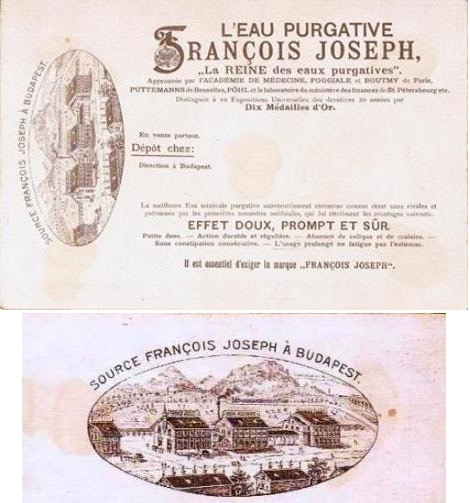 L'EAU PURGATIVE
FRANÇOIS JOSEPH,
„La REINE des eaux purgatives".
Approuvée par l'ACADÉMIE DE MÉDECINE, POGGIALE et BOUTMY de Paris,
PUTTEMANNS de Bruxelles, PÖHL et le laboratoire du ministère des finances de St. Pétersbourg etc.
Distinguée à 10 Expositions Universelles des dernières 20 années par
Dix Médailles d'Or.
SOURCE FRANÇOIS JOSEPH À BUDAPEST.
En vente partout.
Dépôt chez:
Direction à Budapest.
La meilleure Eau minicale purgative universellement reconnue comme étant sans rivales et
préconisée par les premières sommités médicales, qui lui attribuent les avantages suivants:
EFFET DOUX, PROMPT ET SÛR.
Petite dose. — Action durable et régulière. — Absence de colique et de malaise. —
Sans constipation consécutive. — L'usage prolongé ne fatigue pas l'estomac.
Il est essentiel d'exiger la marque „FRANÇOIS JOSEPH".
SOURCE FRANÇOIS JOSEPH À BUDAPEST.